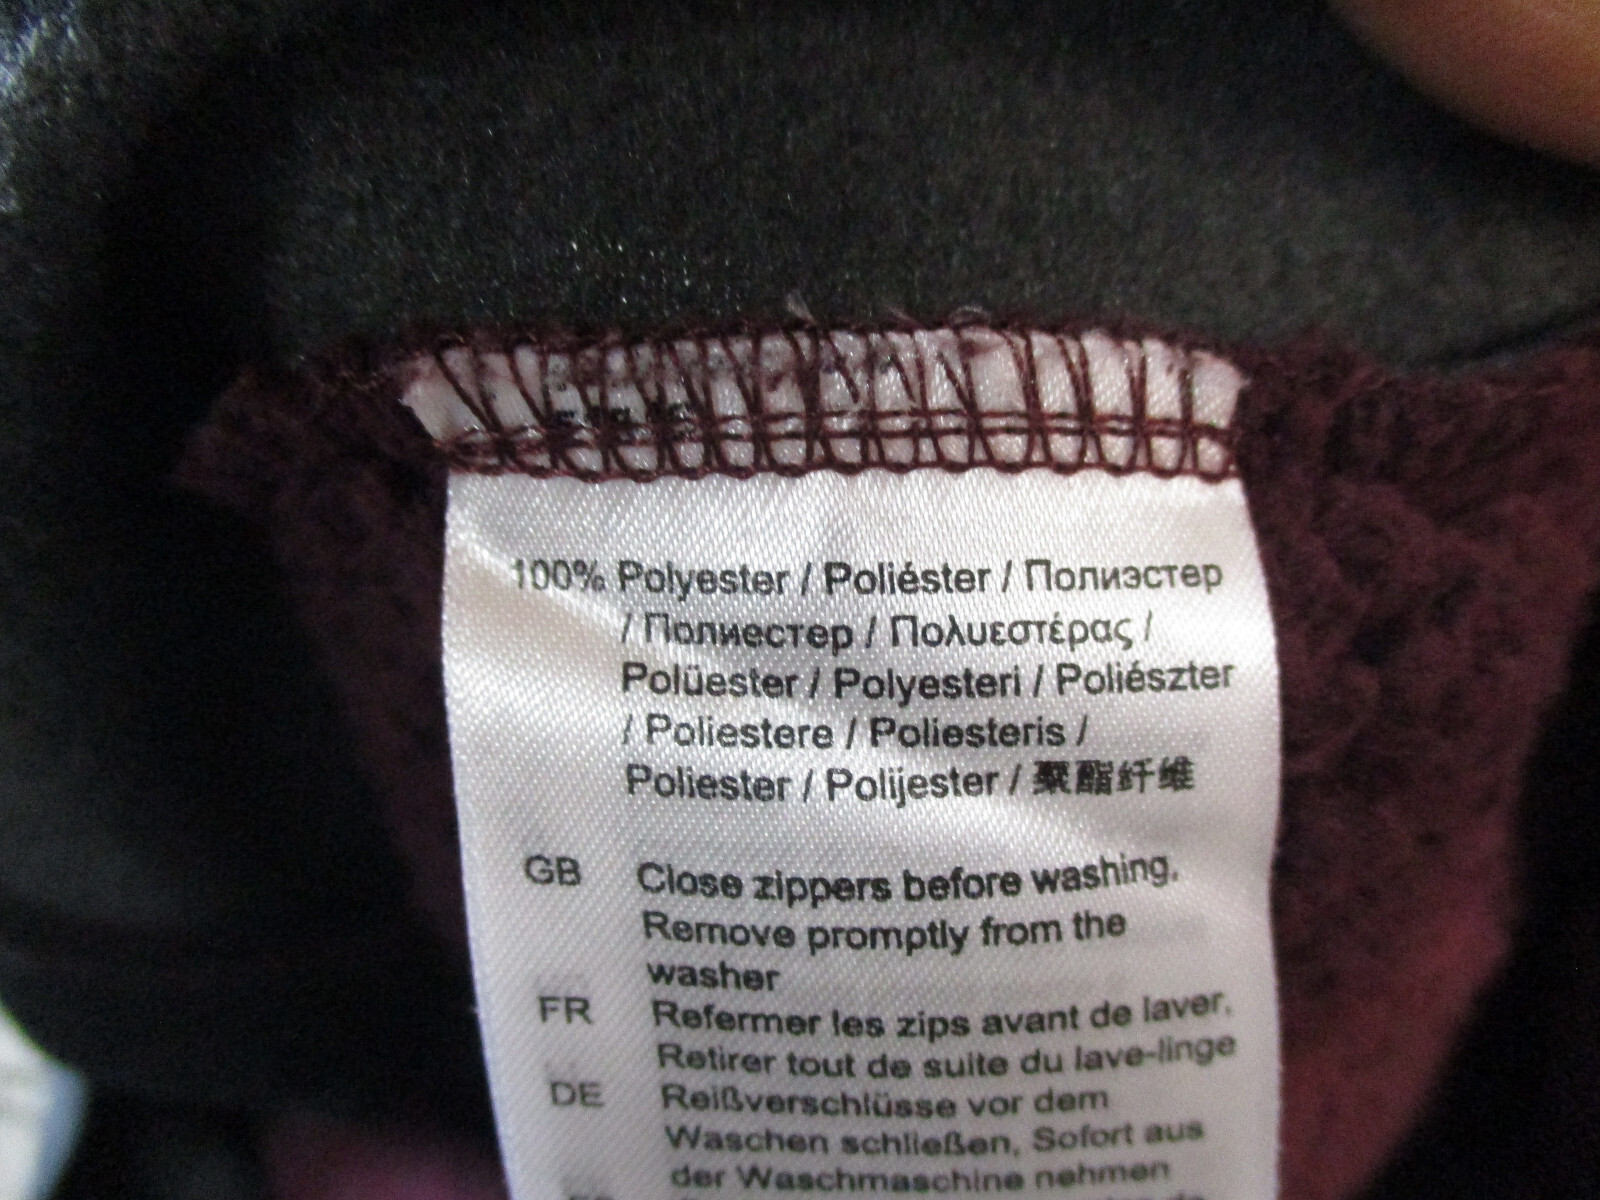 100% Polyester / Poliéster / Полиэстер
/ Полиестер / Πολυεστέρας /
Polüester / Polyesteri / Poliészter
/ Poliestere / Poliesteris /
Poliester / Polijester / 聚酯纤维
GB Close zippers before washing.
Remove promptly from the
washer
FR Refermer les zips avant de laver.
Retirer tout de suite du lave-linge
DE Reißverschlüsse vor dem
Waschen schließen, Sofort aus
der Waschmaschine nehmen